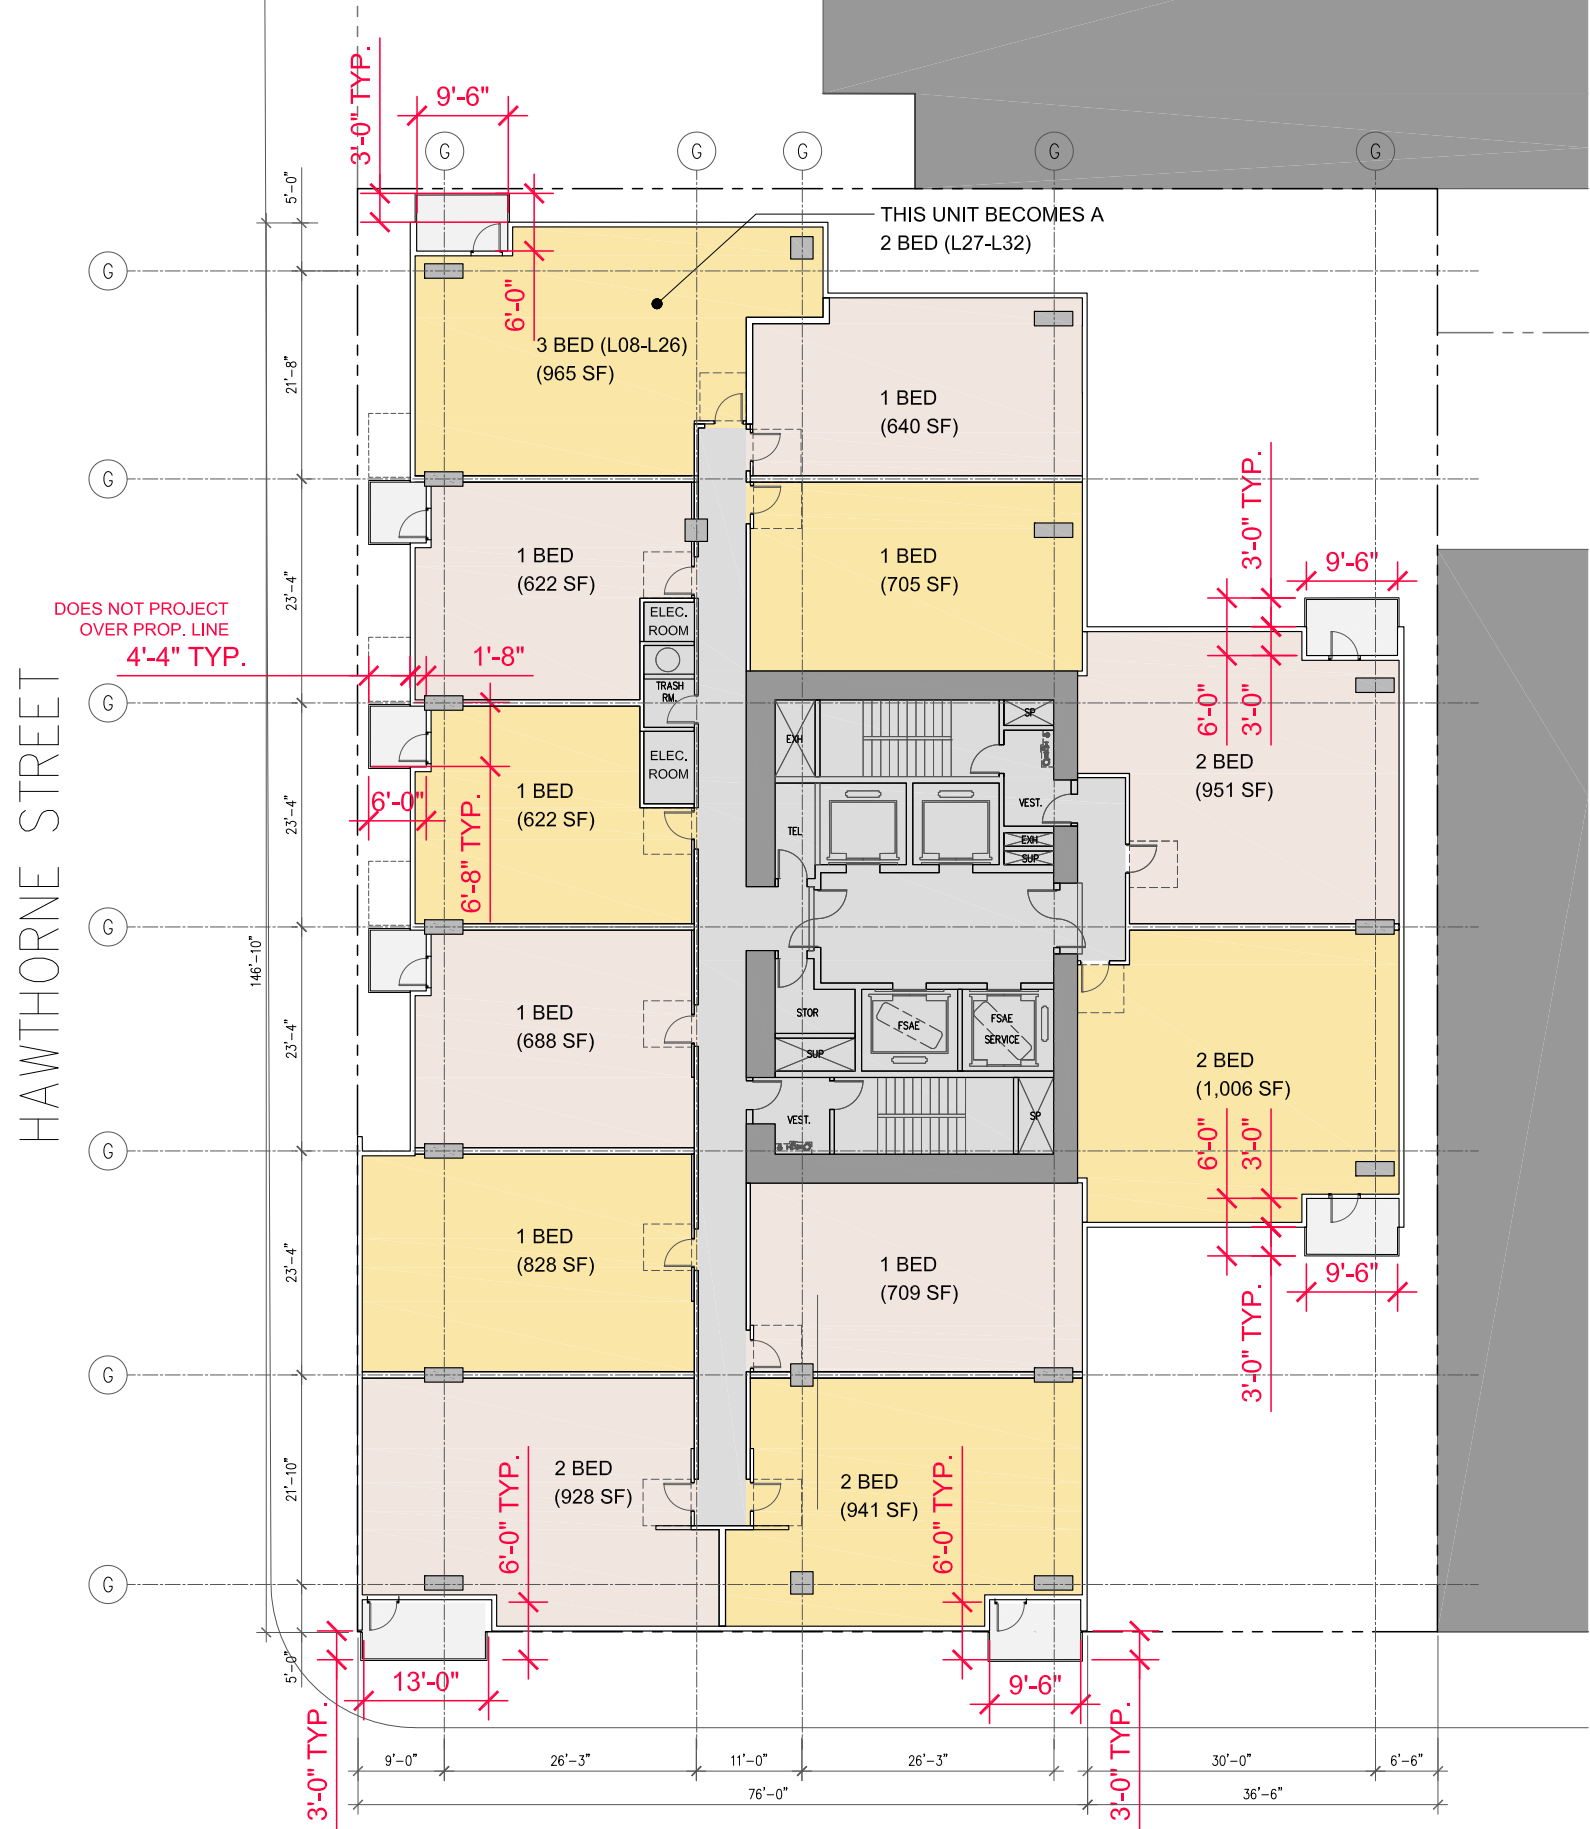 3'-0" TYP.
9'-6"
G
G
G
G
G
5'-0"
THIS UNIT BECOMES A
2 BED (L27-L32)
G
6'-0"
3 BED (L08-L26)
(965 SF)
21'-8"
1 BED
(640 SF)
G
3'-0" TYP.
9'-6"
1 BED
(622 SF)
1 BED
(705 SF)
23'-4"
DOES NOT PROJECT
OVER PROP. LINE
4'-4" TYP.
1'-8"
ELEC.
ROOM
TRASH
RM.
G
6'-0"
3'-0"
EXH
SP
ELEC.
ROOM
2 BED
(951 SF)
HAWTHORNE STREET
1 BED
(622 SF)
6'-0"
6'-8" TYP.
23'-4"
TEL
VEST.
EXH
SUP
G
146'-10"
1 BED
(688 SF)
23'-4"
STOR
SUP
FSAE
FSAE
SERVICE
2 BED
(1,006 SF)
VEST.
SP
6'-0"
3'-0"
G
1 BED
(828 SF)
23'-4"
1 BED
(709 SF)
9'-6"
3'-0" TYP.
G
2 BED
(928 SF)
21'-10"
6'-0" TYP.
2 BED
(941 SF)
6'-0" TYP.
G
5'-0"
13'-0"
9'-6"
3'-0" TYP.
3'-0" TYP.
9'-0"
26'-3"
11'-0"
26'-3"
30'-0"
6'-6"
76'-0"
36'-6"